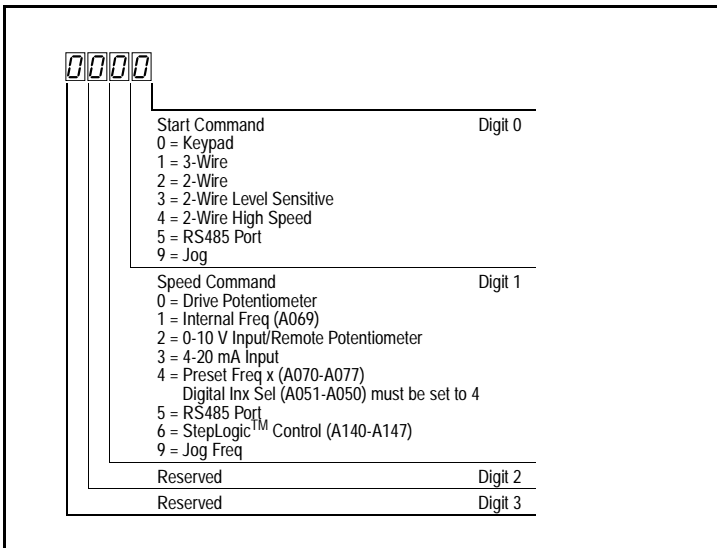 0000
Start Command Digit 0
0 = Keypad
1 = 3-Wire
2 = 2-Wire
3 = 2-Wire Level Sensitive
4 = 2-Wire High Speed
5 = RS485 Port
9 = Jog
Speed Command Digit 1
0 = Drive Potentiometer
1 = Internal Freq (A069)
2 = 0-10 V Input/Remote Potentiometer
3 = 4-20 mA Input
4 = Preset Freq x (A070-A077)
Digital Inx Sel (A051-A050) must be set to 4
5 = RS485 Port
6 = StepLogic™ Control (A140-A147)
9 = Jog Freq
Reserved Digit 2
Reserved Digit 3